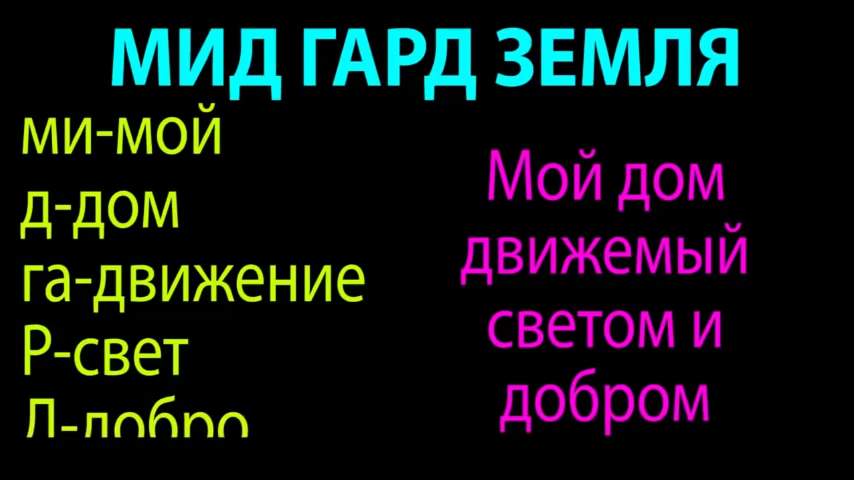 МИД ГАРД ЗЕМЛЯ
ми-мой
д-дом
га-движение
Р-свет
Д-добро
Мой дом
движемый
светом и
добром